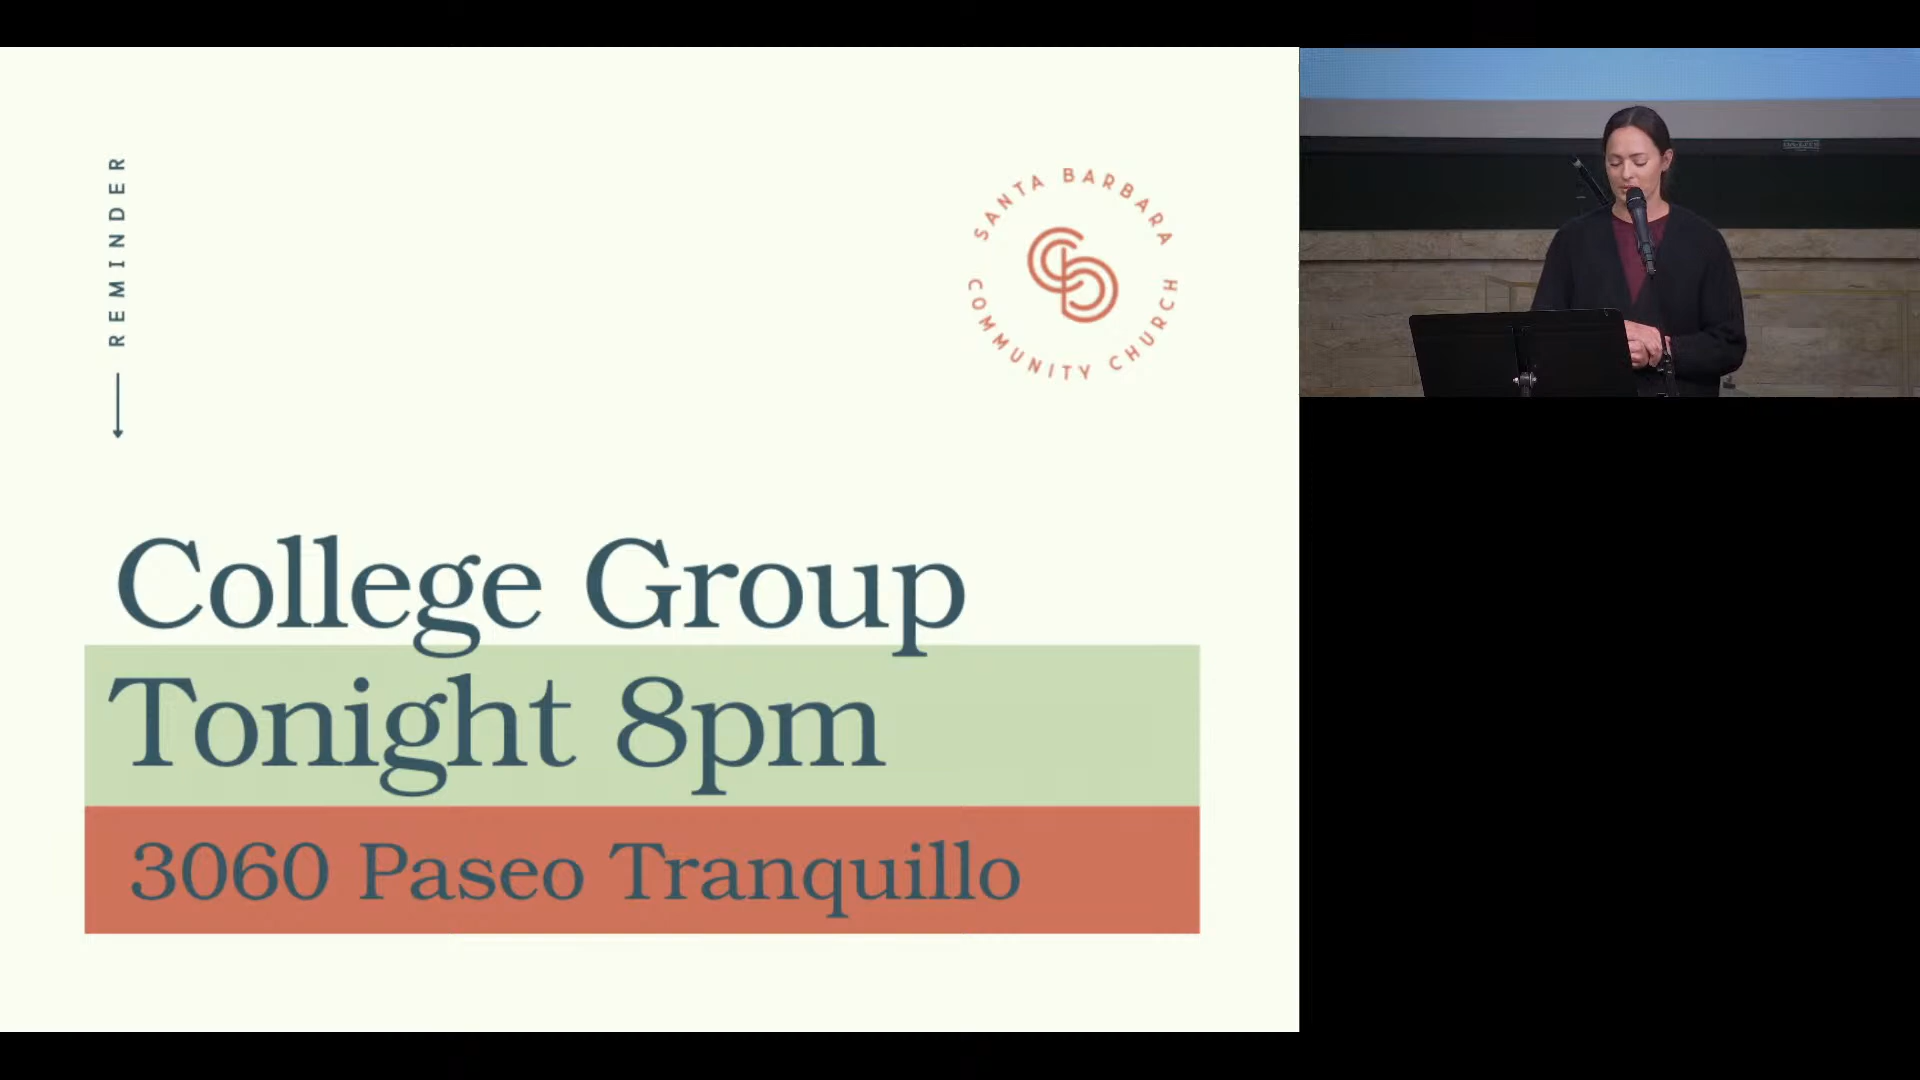 REMINDER
SANTA BARBARA
COMMUNITY CHURCH
College Group
Tonight 8pm
3060 Paseo Tranquillo